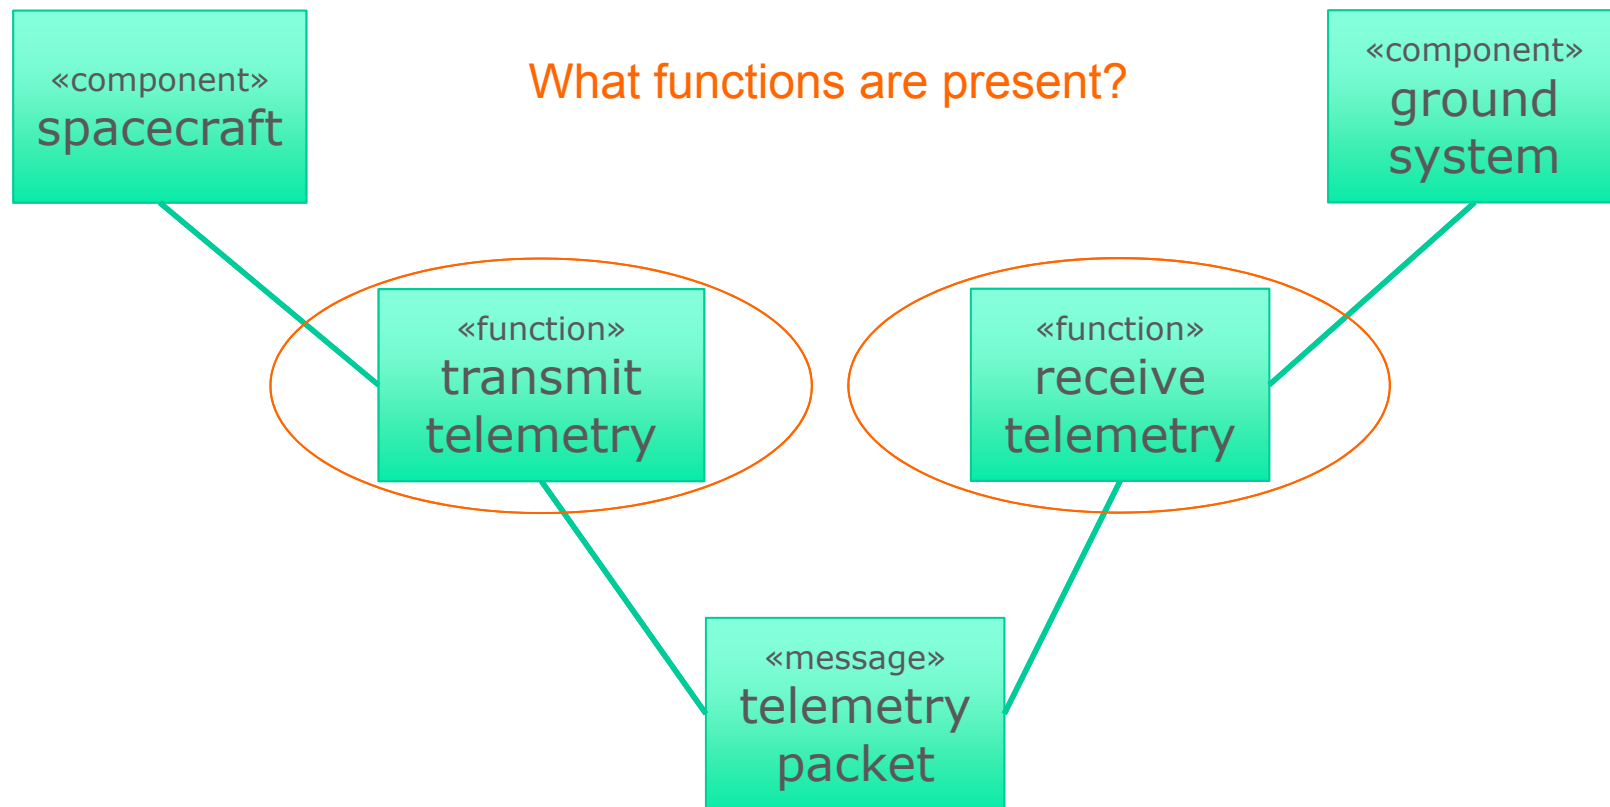 «component»
spacecraft
What functions are present?
«component»
ground
system
«function»
transmit
telemetry
«function»
receive
telemetry
«message»
telemetry
packet